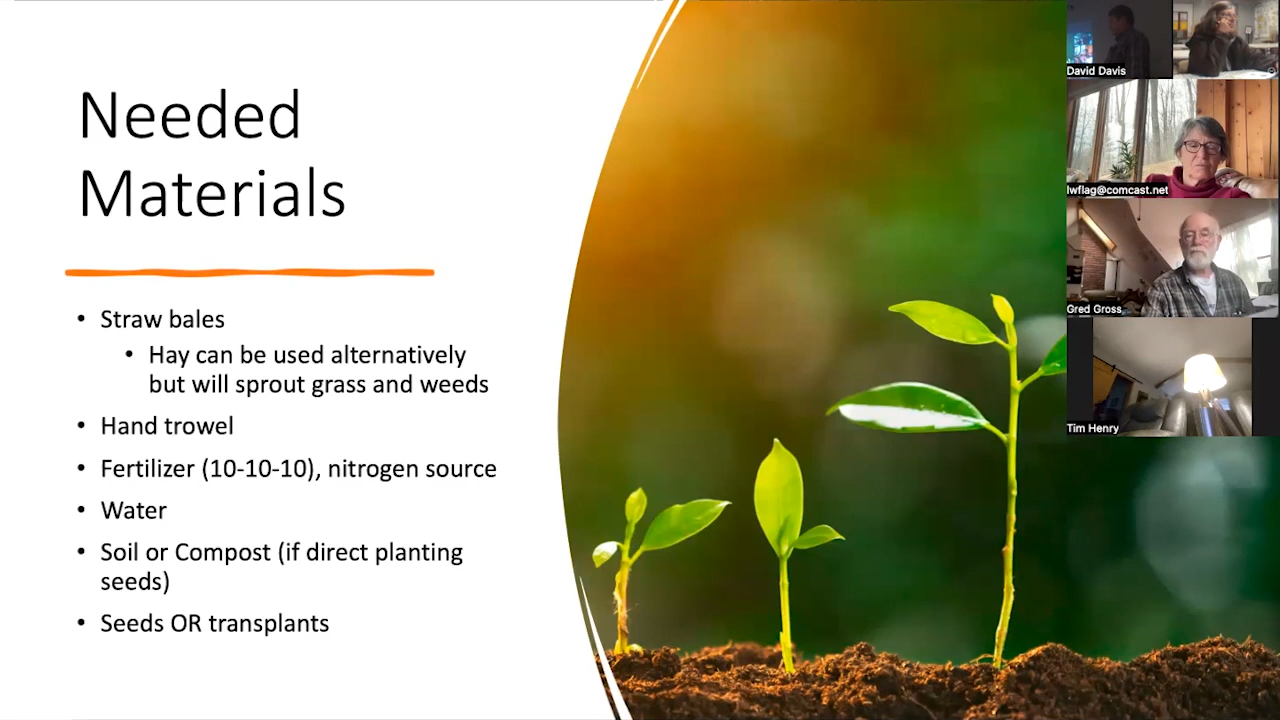 Needed
Materials
• Straw bales
• Hay can be used alternatively
but will sprout grass and weeds
• Hand trowel
• Fertilizer (10-10-10), nitrogen source
• Water
• Soil or Compost (if direct planting
seeds)
• Seeds OR transplants
David Davis
lwflag@comcast.net
Gred Gross
Tim Henry